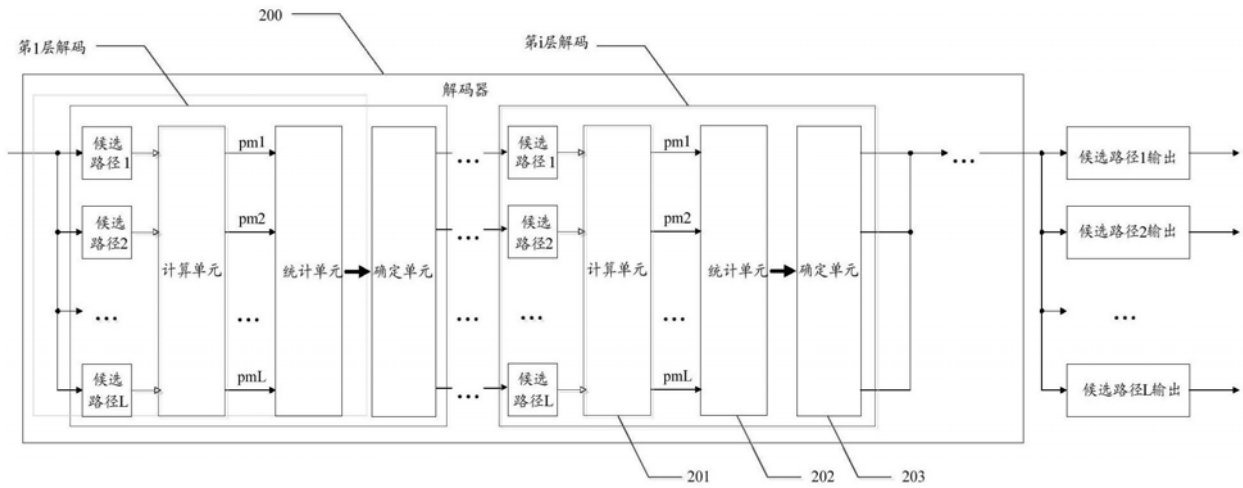 200
第1层解码
第i层解码
解码器
候选
路径1
pm1
候选
路径1
pm1
候选路径1输出
候选
路径2
pm2
候选
路径2
pm2
候选路径2输出
计算单元
统计单元
确定单元
计算单元
统计单元
确定单元
候选
路径L
pmL
候选
路径L
pmL
候选路径L输出
201
202
203